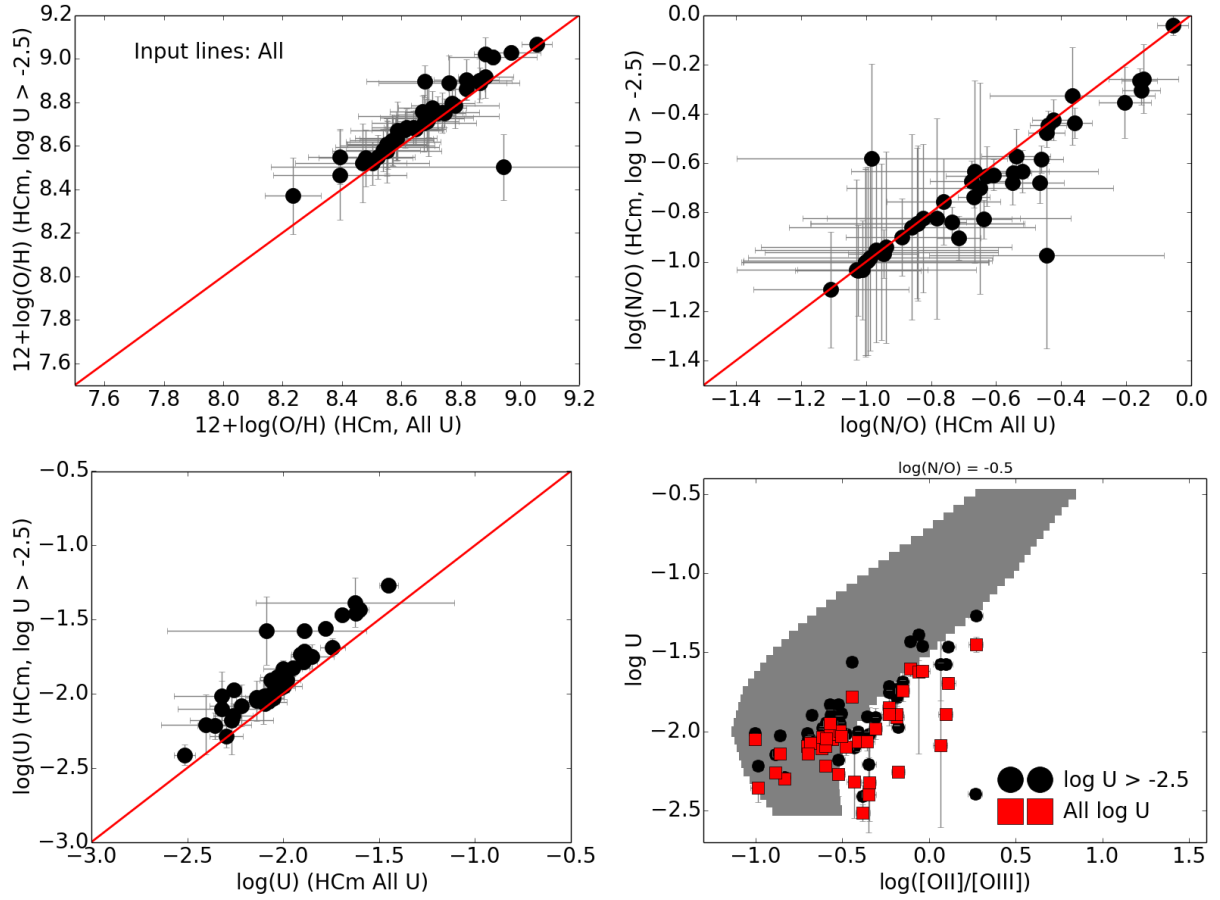 12+log(O/H) (HCm, log U > -2.5)
9.2
9.0
8.8
8.6
8.4
8.2
8.0
7.8
7.6
Input lines: All
7.6 7.8 8.0 8.2 8.4 8.6 8.8 9.0 9.2
12+log(O/H) (HCm, All U)
log(N/O) (HCm, log U > -2.5)
0.0
−0.2
−0.4
−0.6
−0.8
−1.0
−1.2
−1.4
−1.4 −1.2 −1.0 −0.8 −0.6 −0.4 −0.2 0.0
log(N/O) (HCm All U)
log(U) (HCm, log U > -2.5)
−0.5
−1.0
−1.5
−2.0
−2.5
−3.0
−3.0 −2.5 −2.0 −1.5 −1.0 −0.5
log(U) (HCm All U)
log(N/O) = -0.5
log U
−0.5
−1.0
−1.5
−2.0
−2.5
log U > -2.5
All log U
−1.0 −0.5 0.0 0.5 1.0 1.5
log([OII]/[OIII])